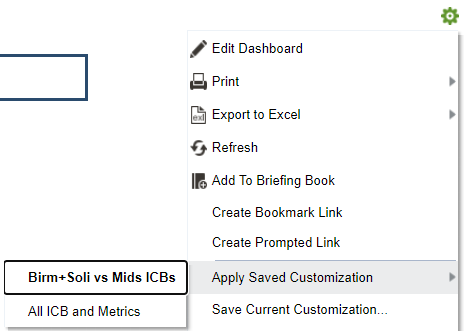 Edit Dashboard
Print
Export to Excel
Refresh
Add To Briefing Book
Create Bookmark Link
Create Prompted Link
Apply Saved Customization
Birm+Soli vs Mids ICBs
Save Current Customization...
All ICB and Metrics